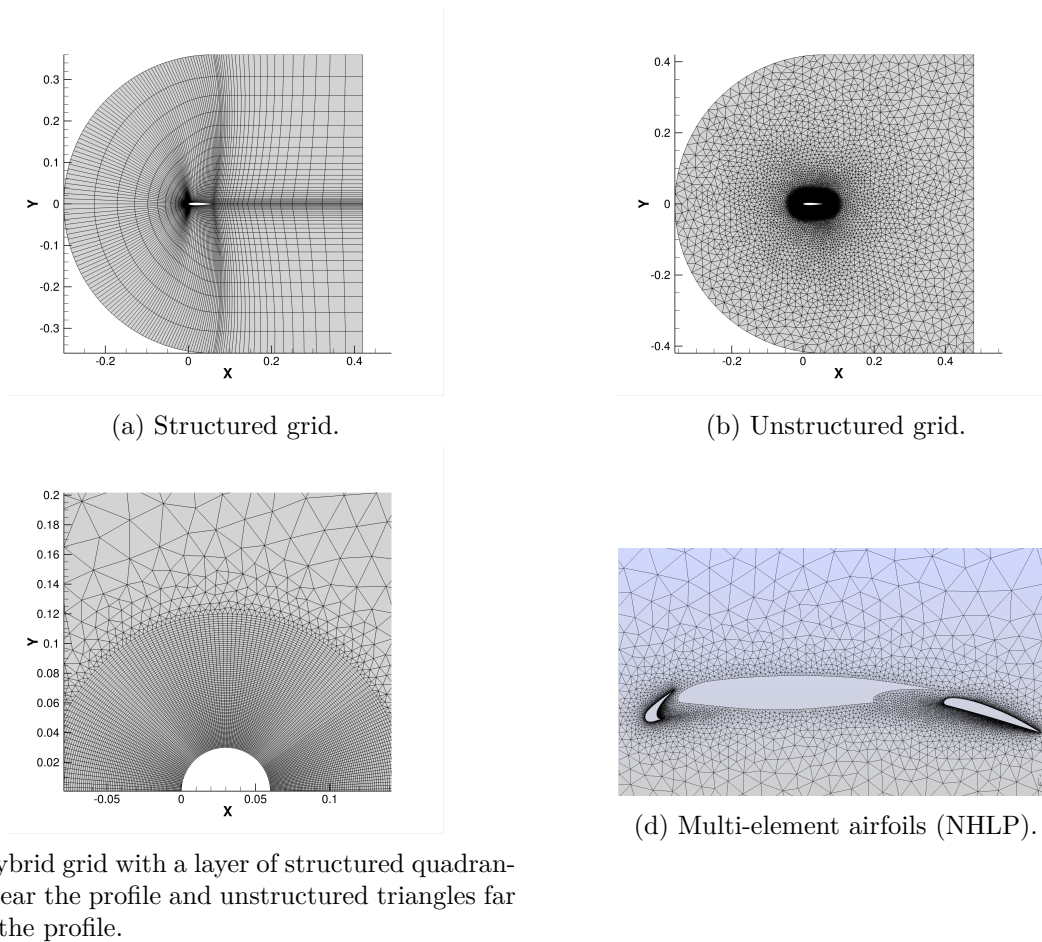 0.3
0.2
0.1
Y
0
-0.1
-0.2
-0.3
-0.2 0 0.2 0.4
X
(a) Structured grid.
0.4
0.2
Y
0
-0.2
-0.4
-0.2 0 0.2 0.4
X
(b) Unstructured grid.
0.2
0.18
0.16
0.14
0.12
Y
0.1
0.08
0.06
0.04
0.02
-0.05 0 0.05 0.1
X
ybrid grid with a layer of structured quadran-
ear the profile and unstructured triangles far
the profile.
(d) Multi-element airfoils (NHLP).